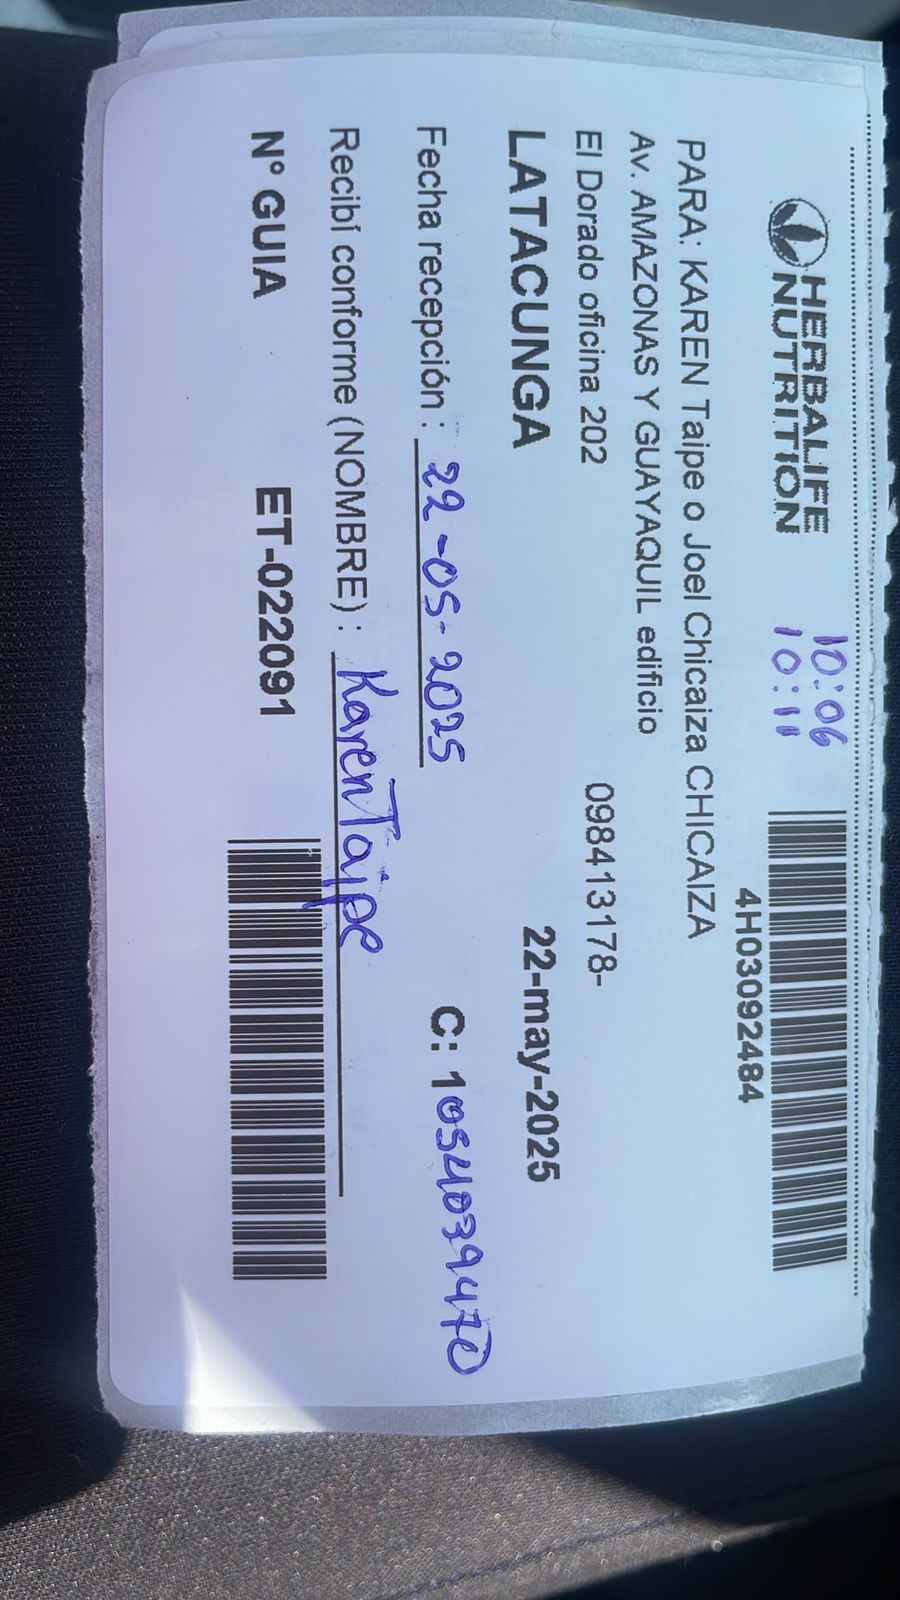 HERBALIFE
NUTRITION
10:06
10:11
4H03092484
PARA: KAREN Taipe o Joel Chicaiza CHICAIZA
Av. AMAZONAS Y GUAYAQUIL edificio
El Dorado oficina 202
098413178-
LATACUNGA
22-may-2025
Fecha recepción : 22-05-2025
C: 
Recibí conforme (NOMBRE) : Karen Taipe
N° GUIA ET-022091